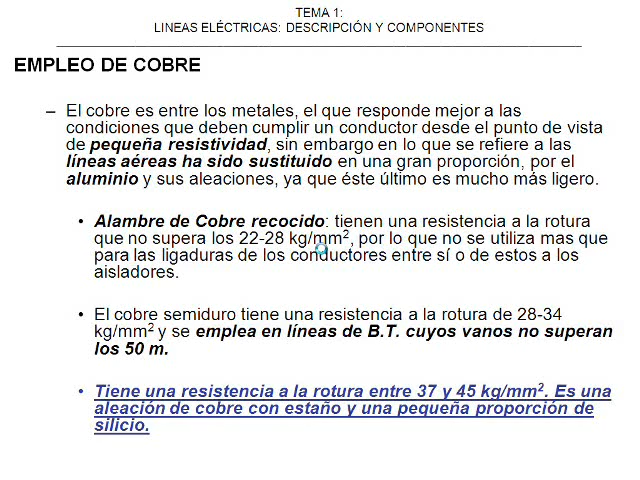 TEMA 1:
LINEAS ELÉCTRICAS: DESCRIPCIÓN Y COMPONENTES
EMPLEO DE COBRE
– El cobre es entre los metales, el que responde mejor a las
condiciones que deben cumplir un conductor desde el punto de vista
de pequeña resistividad, sin embargo en lo que se refiere a las
líneas aéreas ha sido sustituido en una gran proporción, por el
aluminio y sus aleaciones, ya que éste último es mucho más ligero.
• Alambre de Cobre recocido: tienen una resistencia a la rotura
que no supera los 22-28 kg/mm², por lo que no se utiliza mas que
para las ligaduras de los conductores entre sí o de estos a los
aisladores.
• El cobre semiduro tiene una resistencia a la rotura de 28-34
kg/mm² y se emplea en líneas de B.T. cuyos vanos no superan
los 50 m.
• Tiene una resistencia a la rotura entre 37 y 45 kg/mm². Es una
aleación de cobre con estaño y una pequeña proporción de
silicio.